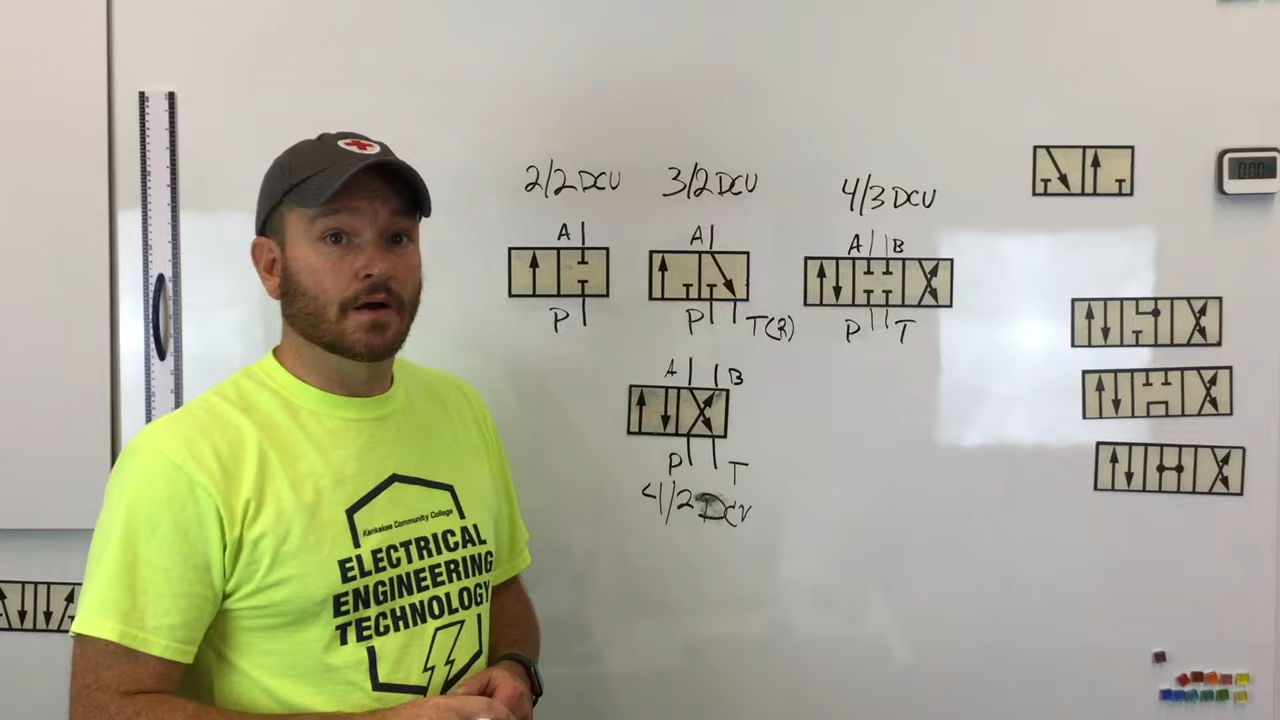 2/2 DCV
3/2 DCV
4/3 DCV
A
P
A
P
T(R)
A
B
P
T
A
B
P
T
4/2 DCV
Kankakee Community College
ELECTRICAL
ENGINEERING
TECHNOLOGY